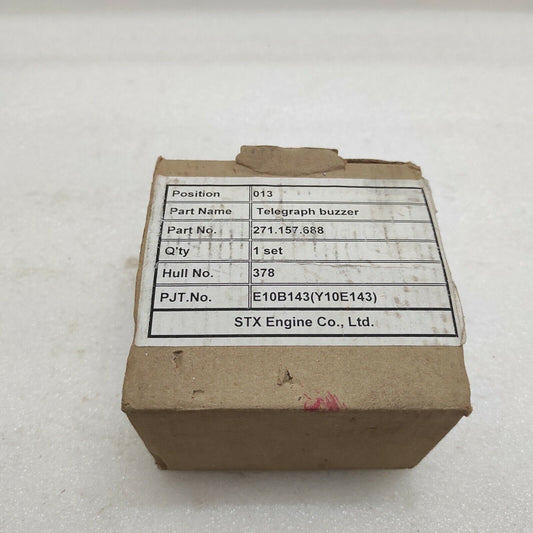 Position 013
Part Name Telegraph buzzer
Part No. 271.157.688
Q'ty 1 set
Hull No. 378
PJT.No. E10B143(Y10E143)
STX Engine Co., Ltd.